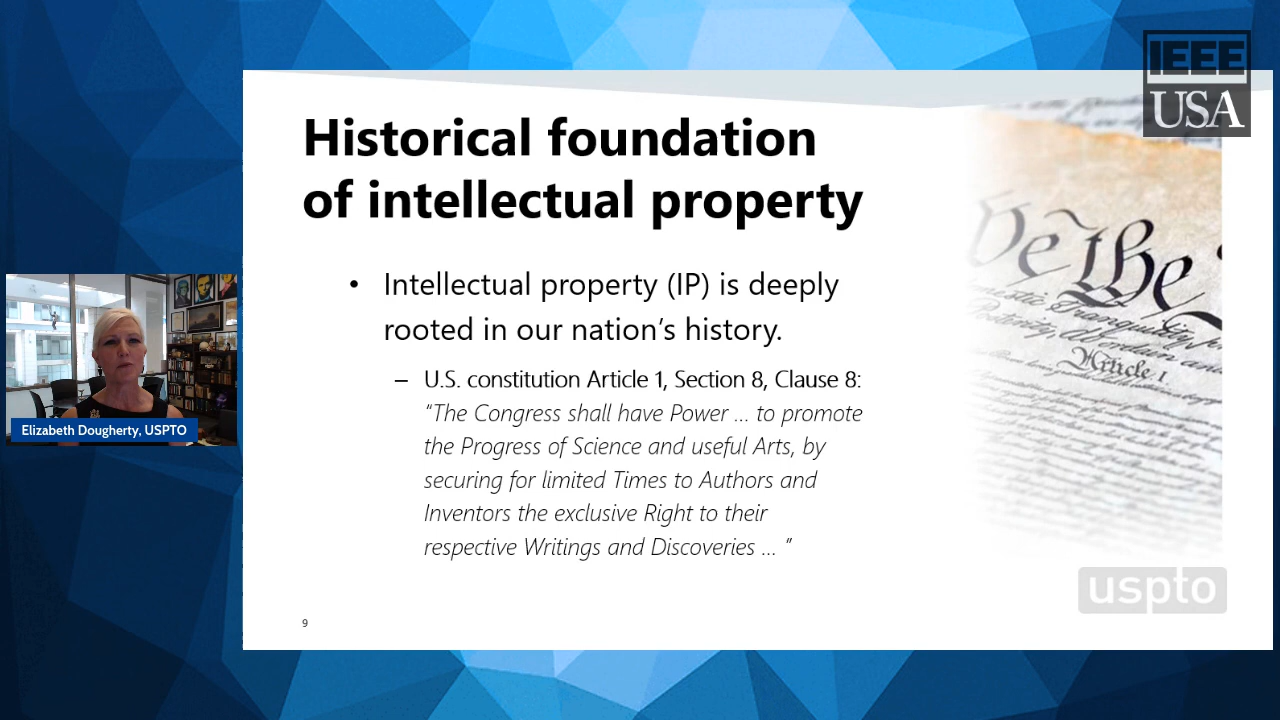 IEEE
USA
Historical foundation
of intellectual property
• Intellectual property (IP) is deeply
rooted in our nation’s history.
– U.S. constitution Article 1, Section 8, Clause 8:
“The Congress shall have Power ... to promote
the Progress of Science and useful Arts, by
securing for limited Times to Authors and
Inventors the exclusive Right to their
respective Writings and Discoveries ... ”
We the
Tranquility
Posterity
Article 1
Elizabeth Dougherty, USPTO
uspto
9